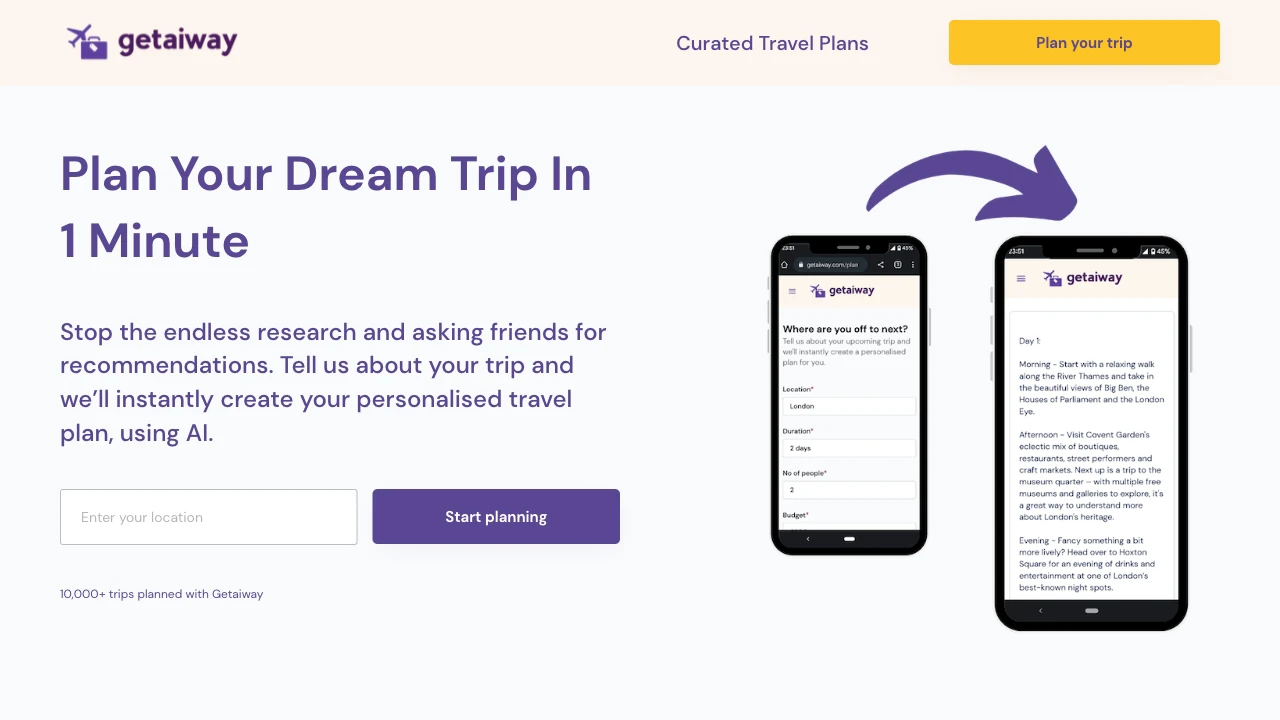 getaiway
Curated Travel Plans
Plan your trip
Plan Your Dream Trip In
1 Minute
Stop the endless research and asking friends for
recommendations. Tell us about your trip and
we’ll instantly create your personalised travel
plan, using AI.
Enter your location
Start planning
10,000+ trips planned with Getaiway
23:51
45%
getaiway.com/plan
getaiway
Where are you off to next?
Tell us about your upcoming trip and
we'll instantly create a personalised
plan for you.
Location*
London
Duration*
2 days
No of people*
2
Budget*
23:51
45%
getaiway
Day 1:
Morning - Start with a relaxing walk
along the River Thames and take in
the beautiful views of Big Ben, the
Houses of Parliament and the London
Eye.
Afternoon - Visit Covent Garden's
eclectic mix of boutiques,
restaurants, street performers and
craft markets. Next up is a trip to the
museum quarter – with multiple free
museums and galleries to explore, it's
a great way to understand more
about London's heritage.
Evening - Fancy something a bit
more lively? Head over to Hoxton
Square for an evening of drinks and
entertainment at one of London's
best-known night spots.